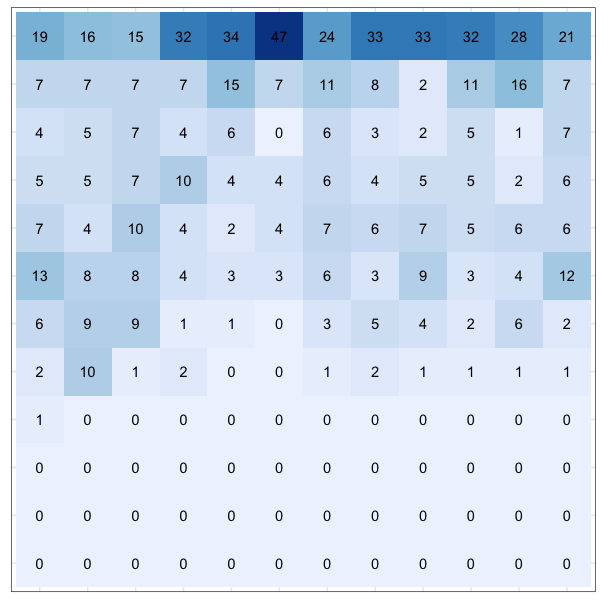 19 16 15 32 34 47 24 33 33 32 28 21
7 7 7 7 15 7 11 8 2 11 16 7
4 5 7 4 6 0 6 3 2 5 1 7
5 5 7 10 4 4 6 4 5 5 2 6
7 4 10 4 2 4 7 6 7 5 6 6
13 8 8 4 3 3 6 3 9 3 4 12
6 9 9 1 1 0 3 5 4 2 6 2
2 10 1 2 0 0 1 2 1 1 1 1
1 0 0 0 0 0 0 0 0 0 0 0
0 0 0 0 0 0 0 0 0 0 0 0
0 0 0 0 0 0 0 0 0 0 0 0
0 0 0 0 0 0 0 0 0 0 0 0